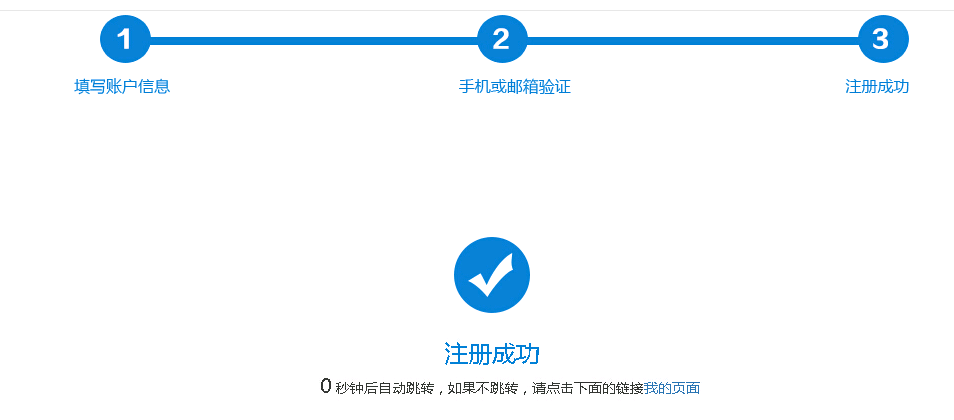 1 2 3
填写账户信息 手机或邮箱验证 注册成功
注册成功
0 秒钟后自动跳转，如果不跳转，请点击下面的链接我的页面